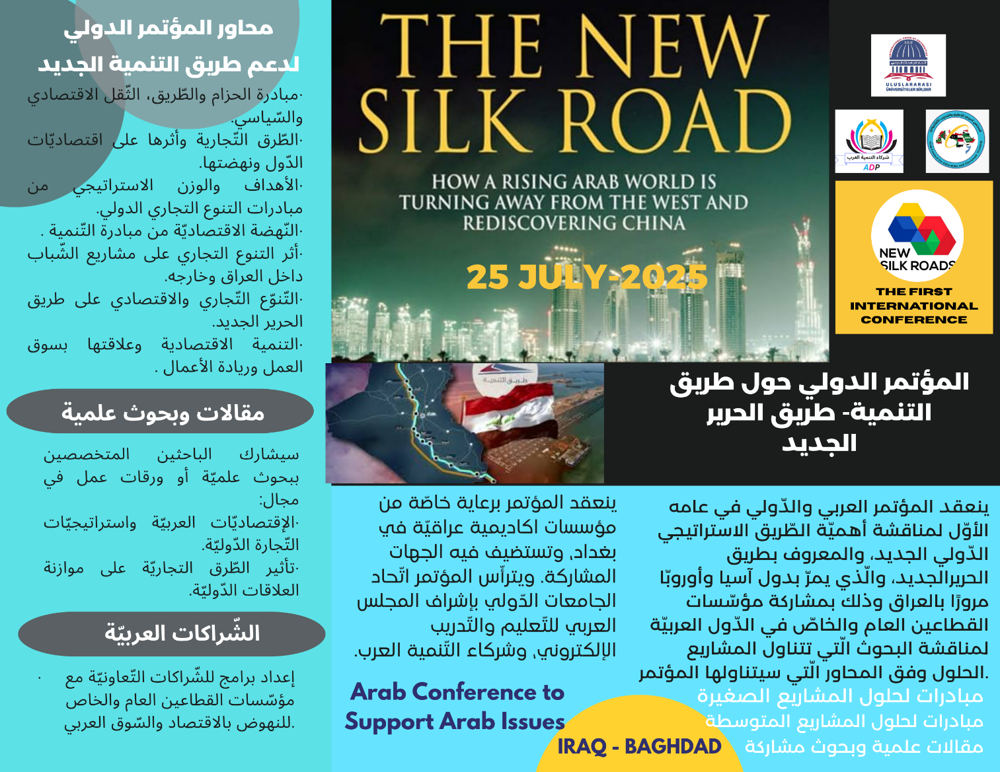 محاور المؤتمر الدولي
لدعم طريق التنمية الجديد
·مبادرة الحزام والطّريق، الثّقل الاقتصادي
والسّياسي.
·الطّرق التّجارية وأثرها على اقتصاديّات
الدّول ونهضتها.
·الأهداف والوزن الاستراتيجي من
مبادرات التنوع التجاري الدولي.
·النّهضة الاقتصاديّة من مبادرة التّنمية .
·أثر التنوع التجاري على مشاريع الشّباب
داخل العراق وخارجه.
·التّنوّع التّجاري والاقتصادي على طريق
الحرير الجديد.
·التنمية الاقتصادية وعلاقتها بسوق
العمل وريادة الأعمال .
مقالات وبحوث علمية
سيشارك الباحثين المتخصصين
ببحوث علميّة أو ورقات عمل في
مجال:
·الإقتصاديّات العربيّة واستراتيجيّات
التّجارة الدّوليّة.
·تأثير الطّرق التجاريّة على موازنة
العلاقات الدّوليّة.
الشّراكات العربيّة
· إعداد برامج للشّراكات التّعاونيّة مع
مؤسّسات القطاعين العام والخاص
.للنهوض بالاقتصاد والسّوق العربي
THE NEW
SILK ROAD
HOW A RISING ARAB WORLD IS
TURNING AWAY FROM THE WEST AND
REDISCOVERING CHINA
25 JULY-2025
I.U.U
اتحاد الجامعات الدولي
ULUSLARARASI
ÜNİVERSİTELER BİRLİĞİ
شركاء التنمية العرب
ADP
NEW
SILK ROADS
THE FIRST
INTERNATIONAL
CONFERENCE
طريق التنمية
المؤتمر الدولي حول طريق
التنمية- طريق الحرير
الجديد
ينعقد المؤتمر العربي والدّولي في عامه
الأوّل لمناقشة أهميّة الطّريق الاستراتيجي
الدّولي الجديد، والمعروف بطريق
الحريرالجديد، والّذي يمرّ بدول آسيا وأوروبّا
مرورًا بالعراق وذلك بمشاركة مؤسّسات
القطاعين العام والخاصّ في الدّول العربيّة
لمناقشة البحوث الّتي تتناول المشاريع
.الحلول وفق المحاور الّتي سيتناولها المؤتمر
مبادرات لحلول المشاريع الصغيرة
مبادرات لحلول المشاريع المتوسطة
مقالات علمية وبحوث مشاركة
ينعقد المؤتمر برعاية خاصّة من
مؤسسات اكاديمية عراقيّة في
بغداد، وتستضيف فيه الجهات
المشاركة. ويترأّس المؤتمر اتّحاد
الجامعات الدّولي بإشراف المجلس
العربي للتّعليم والتّدريب
الإلكتروني، وشركاء التّنمية العرب.
Arab Conference to
Support Arab Issues
IRAQ - BAGHDAD